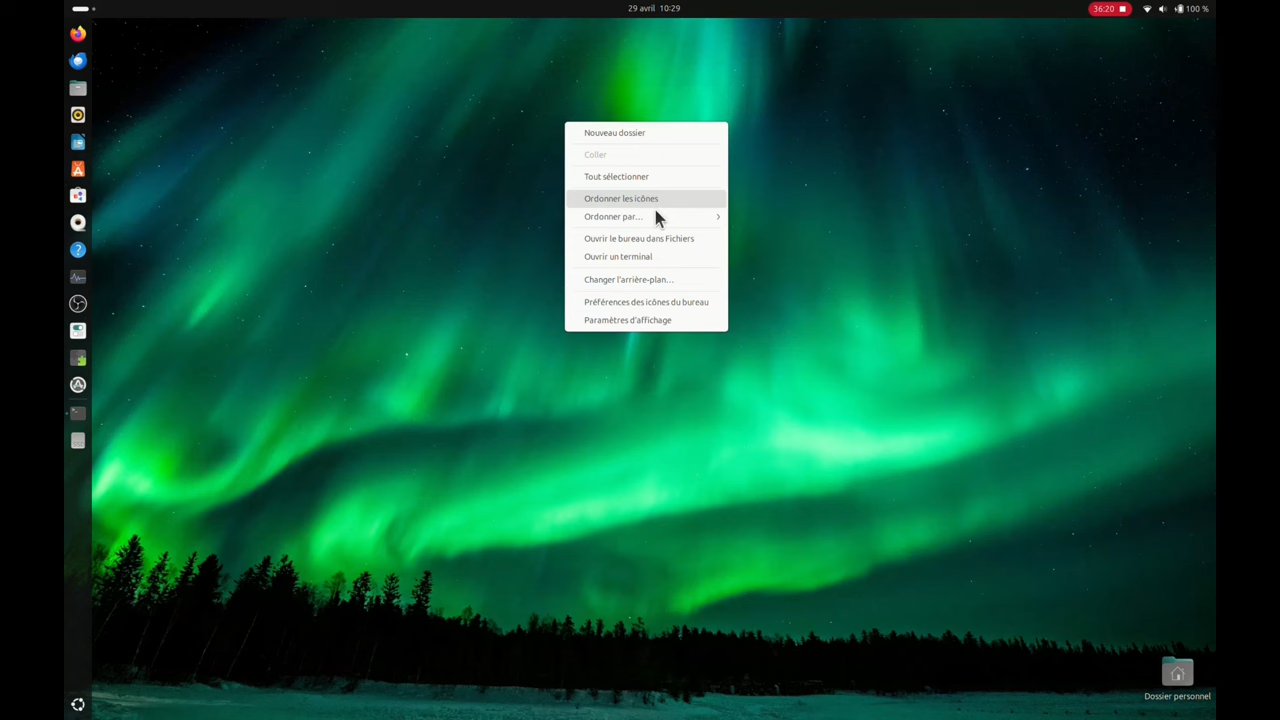 29 avril 10:29
36:20
100 %
Nouveau dossier
Coller
Tout sélectionner
Ordonner les icônes
Ordonner par...
Ouvrir le bureau dans Fichiers
Ouvrir un terminal
Changer l'arrière-plan...
Préférences des icônes du bureau
Paramètres d'affichage
Dossier personnel